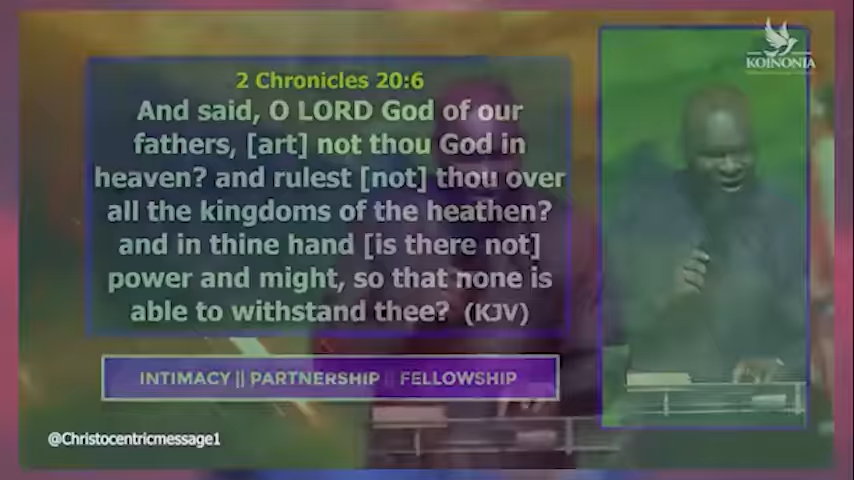 2 Chronicles 20:6
And said, O LORD God of our
fathers, [art] not thou God in
heaven? and rulest [not] thou over
all the kingdoms of the heathen?
and in thine hand [is there not]
power and might, so that none is
able to withstand thee? (KJV)
INTIMACY || PARTNERSHIP || FELLOWSHIP
@Christocentricmessage1
KOINONIA